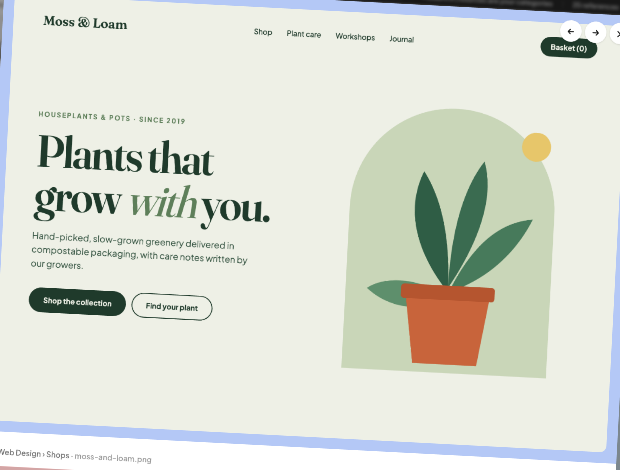 Moss & Loam
Shop Plant care Workshops Journal
Basket (0)
HOUSEPLANTS & POTS · SINCE 2019
Plants that
grow with you.
Hand-picked, slow-grown greenery delivered in
compostable packaging, with care notes written by
our growers.
Shop the collection
Find your plant
Web Design › Shops · moss-and-loam.png